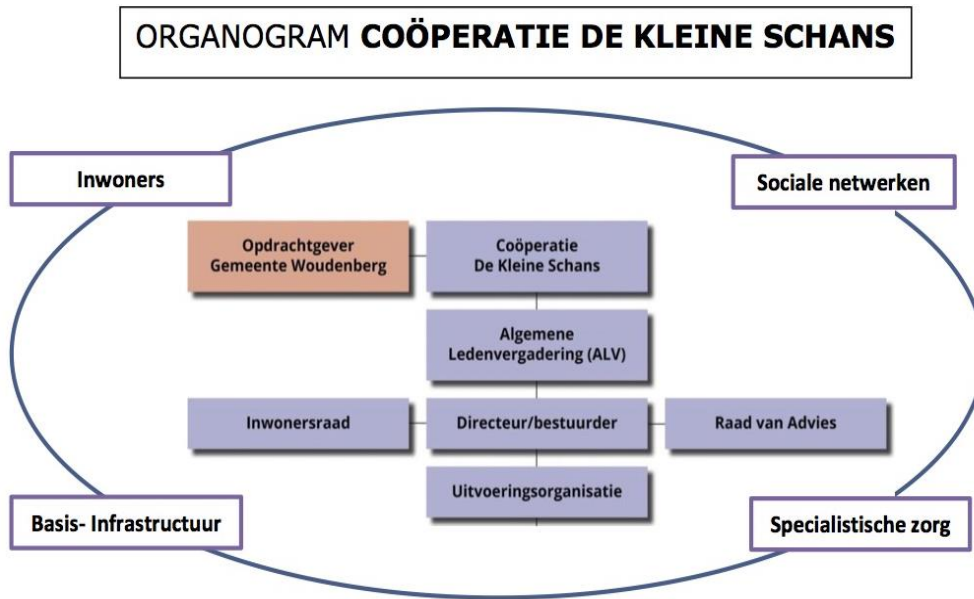 ORGANOGRAM COÖPERATIE DE KLEINE SCHANS
Inwoners
Sociale netwerken
Opdrachtgever
Gemeente Woudenberg
Coöperatie
De Kleine Schans
Algemene
Ledenvergadering (ALV)
Inwonersraad
Directeur/bestuurder
Raad van Advies
Uitvoeringsorganisatie
Basis- Infrastructuur
Specialistische zorg